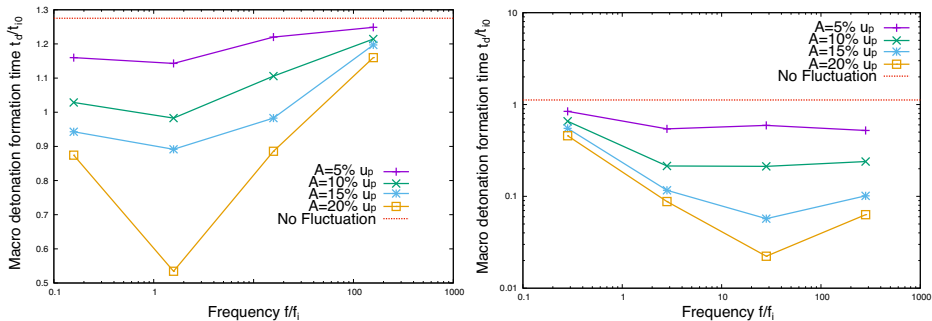 Macro detonation formation time t_d/t_i0
1.3
1.2
1.1
1
0.9
0.8
0.7
0.6
0.5
A=5% u_p
A=10% u_p
A=15% u_p
A=20% u_p
No Fluctuation
0.1 1 10 100 1000
Frequency f/f_i
Macro detonation formation time t_d/t_i0
10
1
0.1
0.01
A=5% u_p
A=10% u_p
A=15% u_p
A=20% u_p
No Fluctuation
0.1 1 10 100 1000
Frequency f/f_i